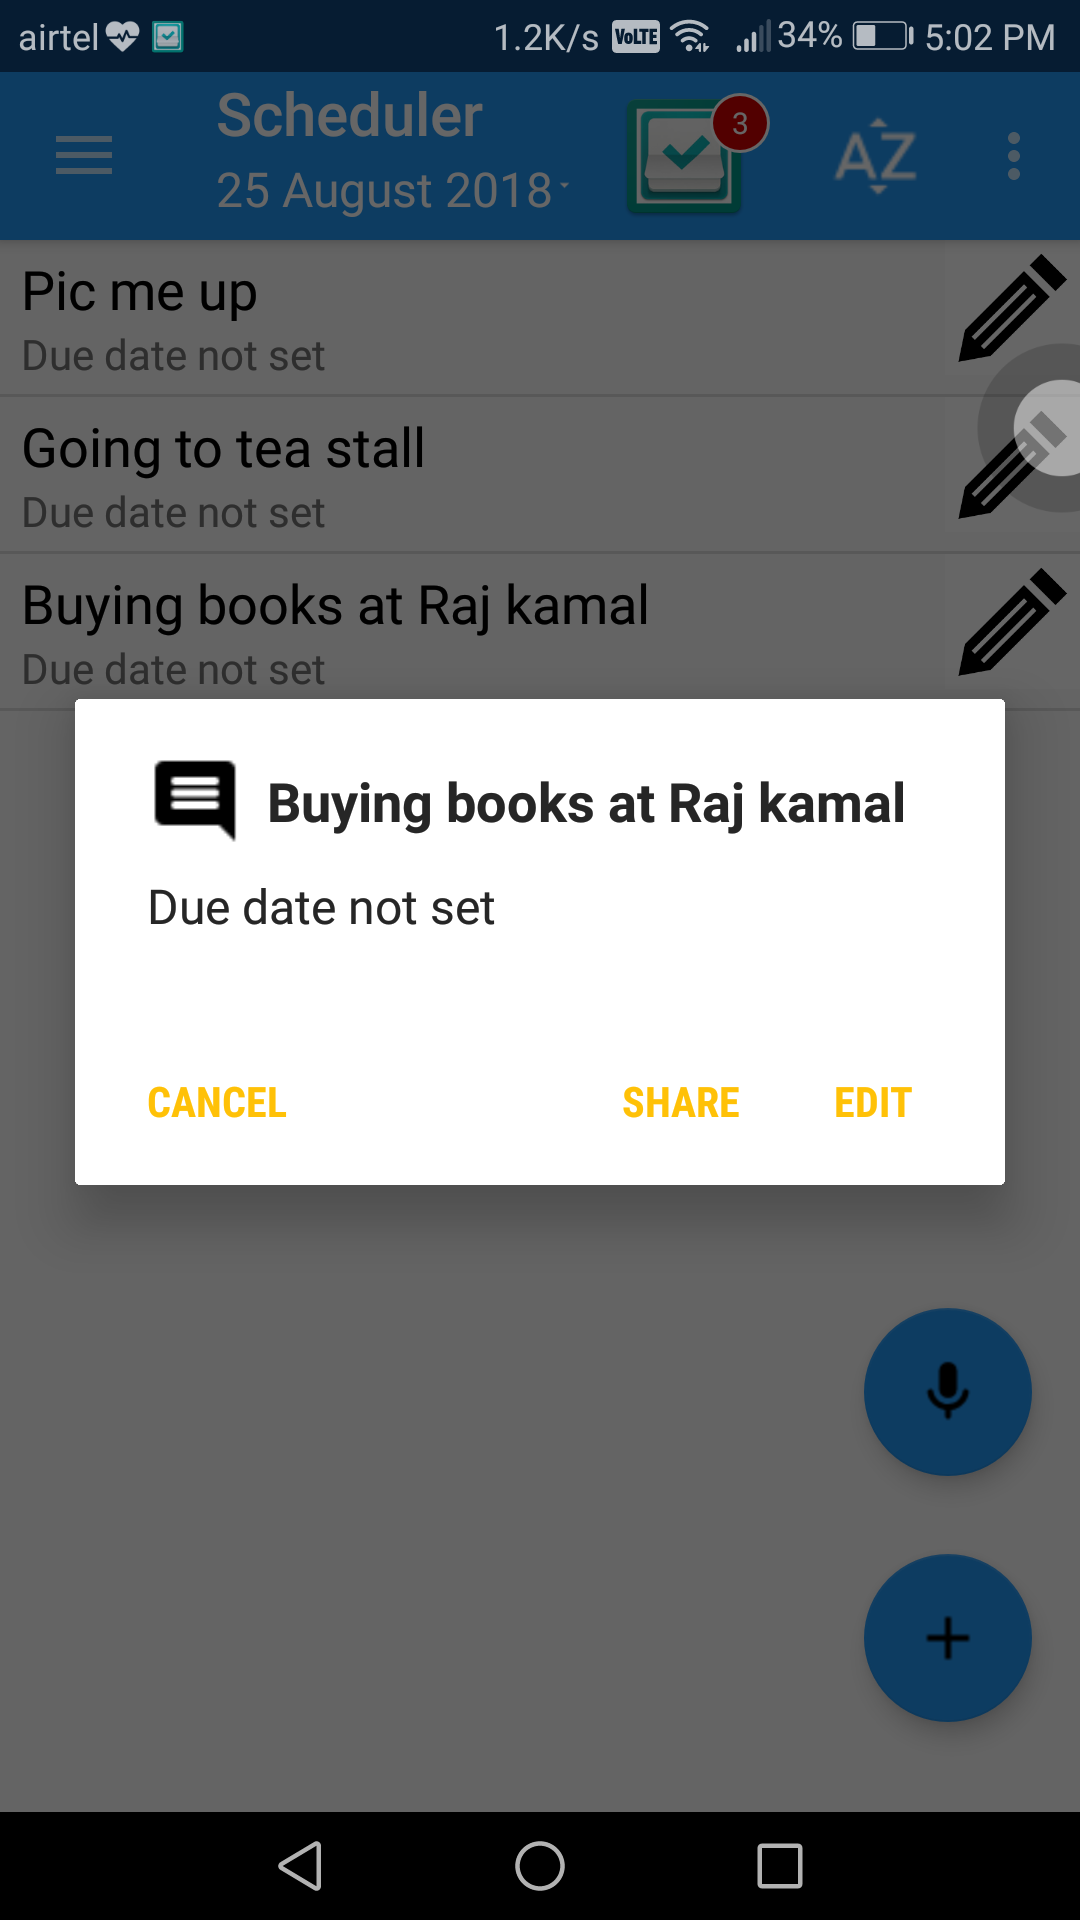 airtel 1.2K/s VoLTE 34% 5:02 PM
Scheduler
25 August 2018
3
AZ
Pic me up
Due date not set
Going to tea stall
Due date not set
Buying books at Raj kamal
Due date not set
Buying books at Raj kamal
Due date not set
CANCEL SHARE EDIT